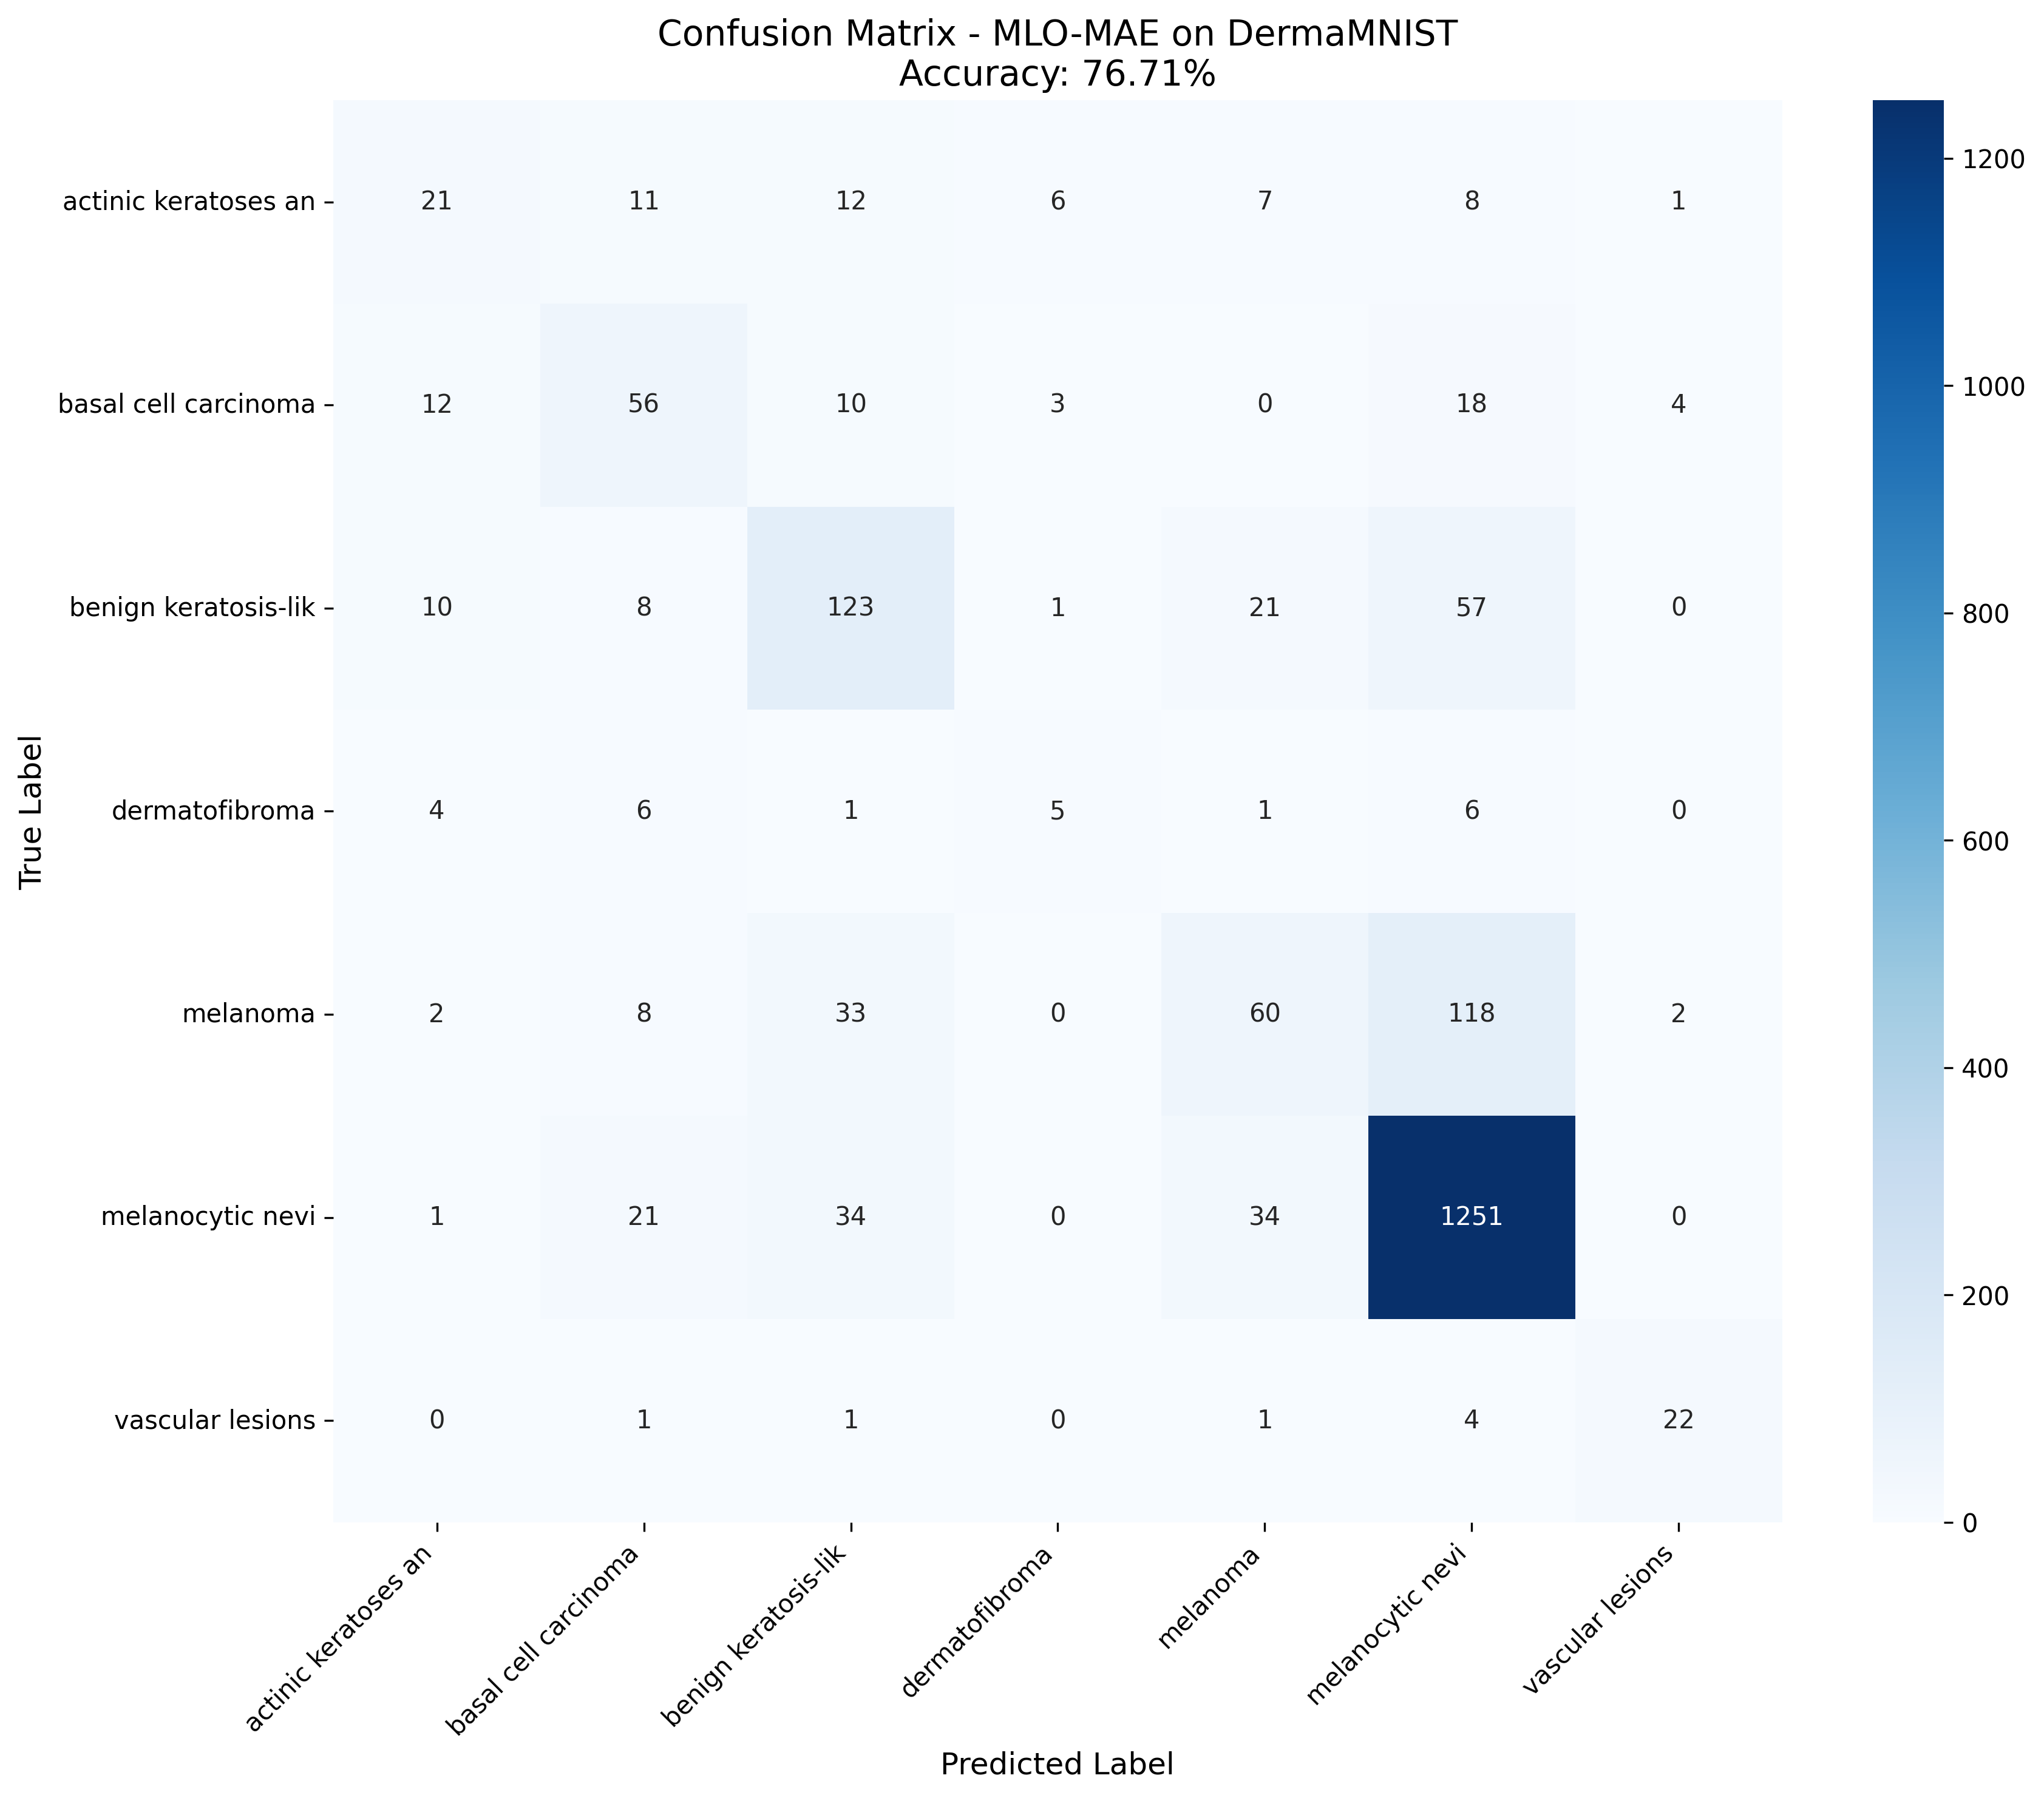 Confusion Matrix - MLO-MAE on DermaMNIST
Accuracy: 76.71%
True Label
actinic keratoses an 21 11 12 6 7 8 1
basal cell carcinoma 12 56 10 3 0 18 4
benign keratosis-lik 10 8 123 1 21 57 0
dermatofibroma 4 6 1 5 1 6 0
melanoma 2 8 33 0 60 118 2
melanocytic nevi 1 21 34 0 34 1251 0
vascular lesions 0 1 1 0 1 4 22
actinic keratoses an
basal cell carcinoma
benign keratosis-lik
dermatofibroma
melanoma
melanocytic nevi
vascular lesions
Predicted Label
1200
1000
800
600
400
200
0